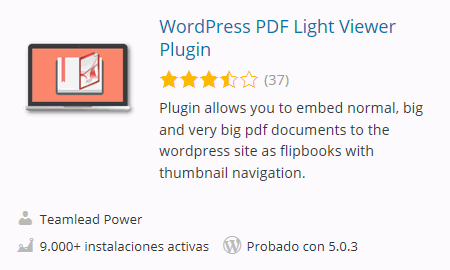 WordPress PDF Light Viewer
Plugin
(37)
Plugin allows you to embed normal, big
and very big pdf documents to the
wordpress site as flipbooks with
thumbnail navigation.
Teamlead Power
9.000+ instalaciones activas
Probado con 5.0.3